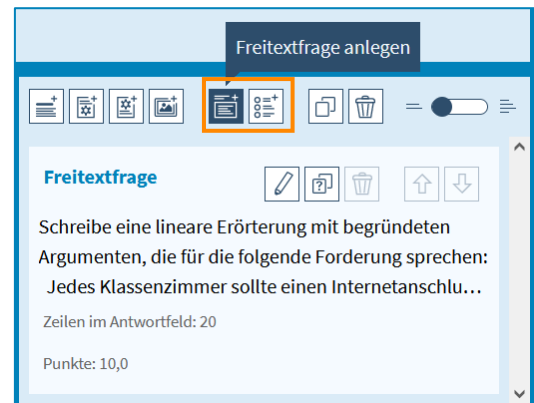 Freitextfrage anlegen
Freitextfrage
Schreibe eine lineare Erörterung mit begründeten
Argumenten, die für die folgende Forderung sprechen:
Jedes Klassenzimmer sollte einen Internetanschlu…
Zeilen im Antwortfeld: 20
Punkte: 10,0